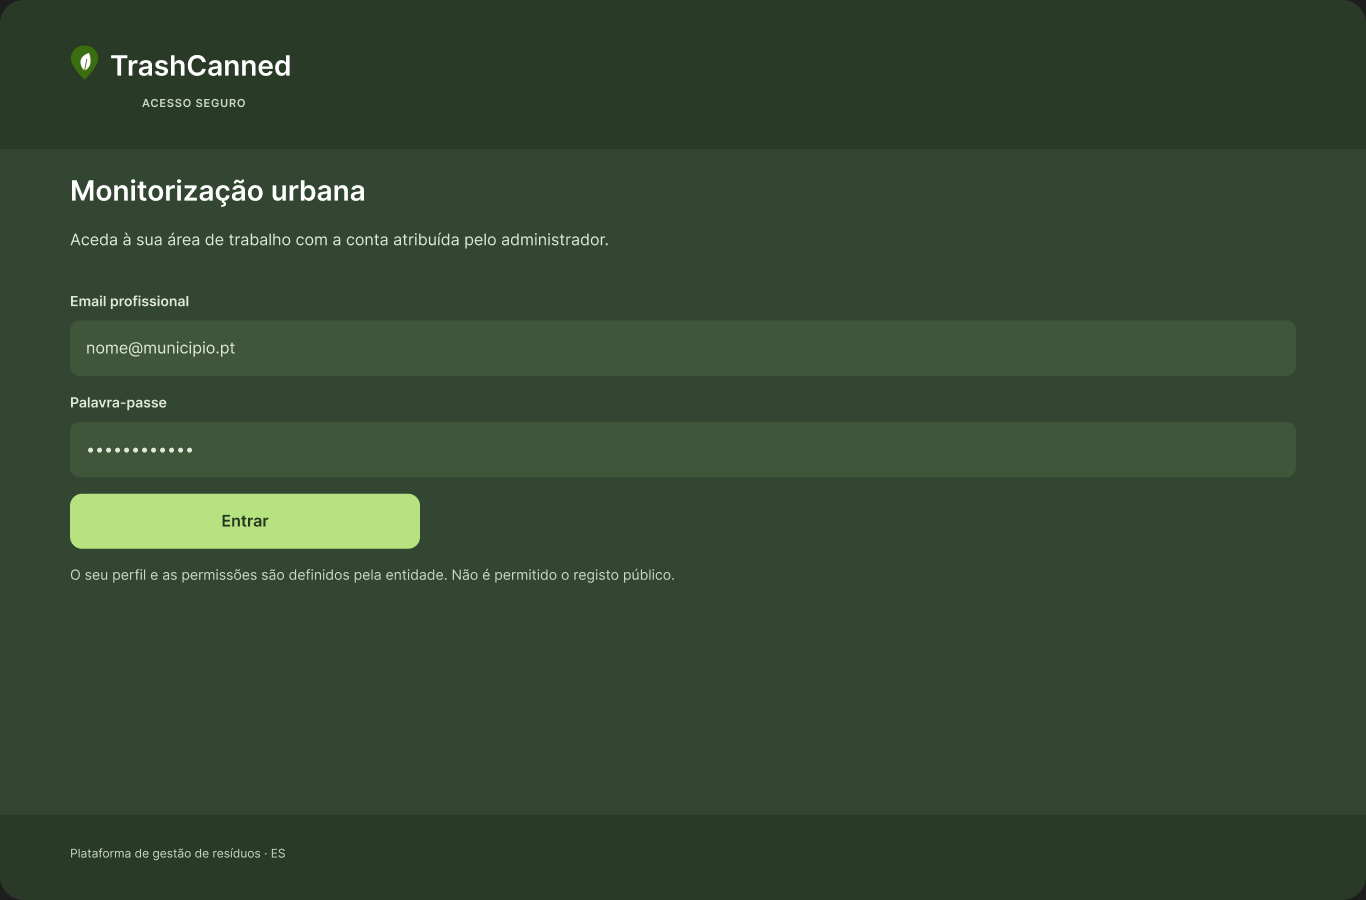 TrashCanned
ACESSO SEGURO
Monitorização urbana
Aceda à sua área de trabalho com a conta atribuída pelo administrador.
Email profissional
nome@municipio.pt
Palavra-passe
••••••••••••
Entrar
O seu perfil e as permissões são definidos pela entidade. Não é permitido o registo público.
Plataforma de gestão de resíduos · ES